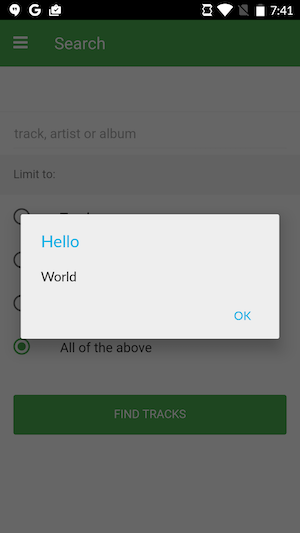 7:41
Search
track, artist or album
Limit to:
Hello
World
OK
All of the above
FIND TRACKS